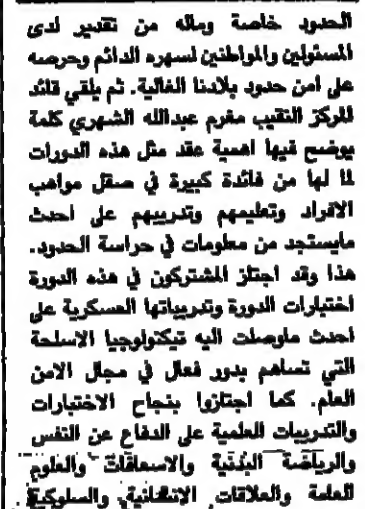 الحدود خاصة وماله من تقدير لدى
المسئولين والمواطنين لسهره الدائم وحرصه
على امن حدود بلادنا الغالية. ثم يلقي قائد
المركز النقيب مغرم عبدالله الشهري كلمة
يوضح فيها اهمية عقد مثل هذه الدورات
لما لها من فائدة كبيرة في صقل مواهب
الافراد وتعليمهم وتدريبهم على احدث
مايستجد من معلومات في حراسة الحدود.
هذا وقد اجتاز المشتركون في هذه الدورة
اختبارات الدورة وتدريباتها العسكرية على
احدث ماوصلت اليه تيكنولوجيا الاسلحة
التي تساهم بدور فعال في مجال الامن
العام. كما اجتازوا بنجاح الاختبارات
والتدريبات العلمية على الدفاع عن النفس
والرياضة البدنية والاسعافات والعلوم
العامة والعلاقات الانسانية والسلوكية